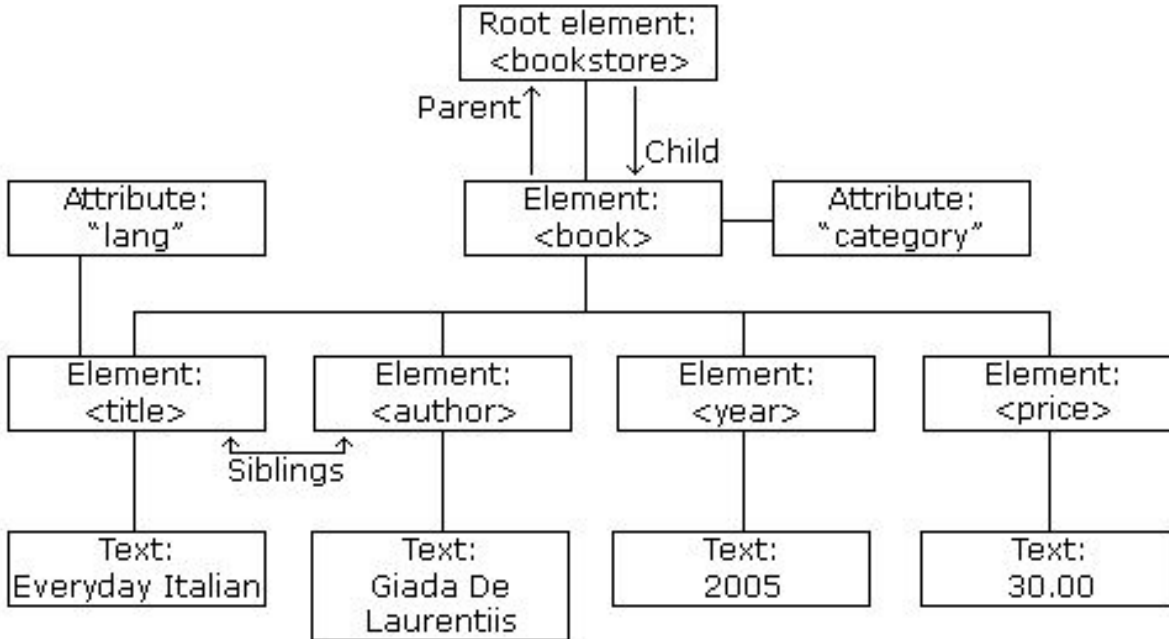 Root element:
<bookstore>
Parent
Child
Attribute:
“lang”
Element:
<book>
Attribute:
“category”
Element:
<title>
Element:
<author>
Element:
<year>
Element:
<price>
Siblings
Text:
Everyday Italian
Text:
Giada De
Laurentiis
Text:
2005
Text:
30.00